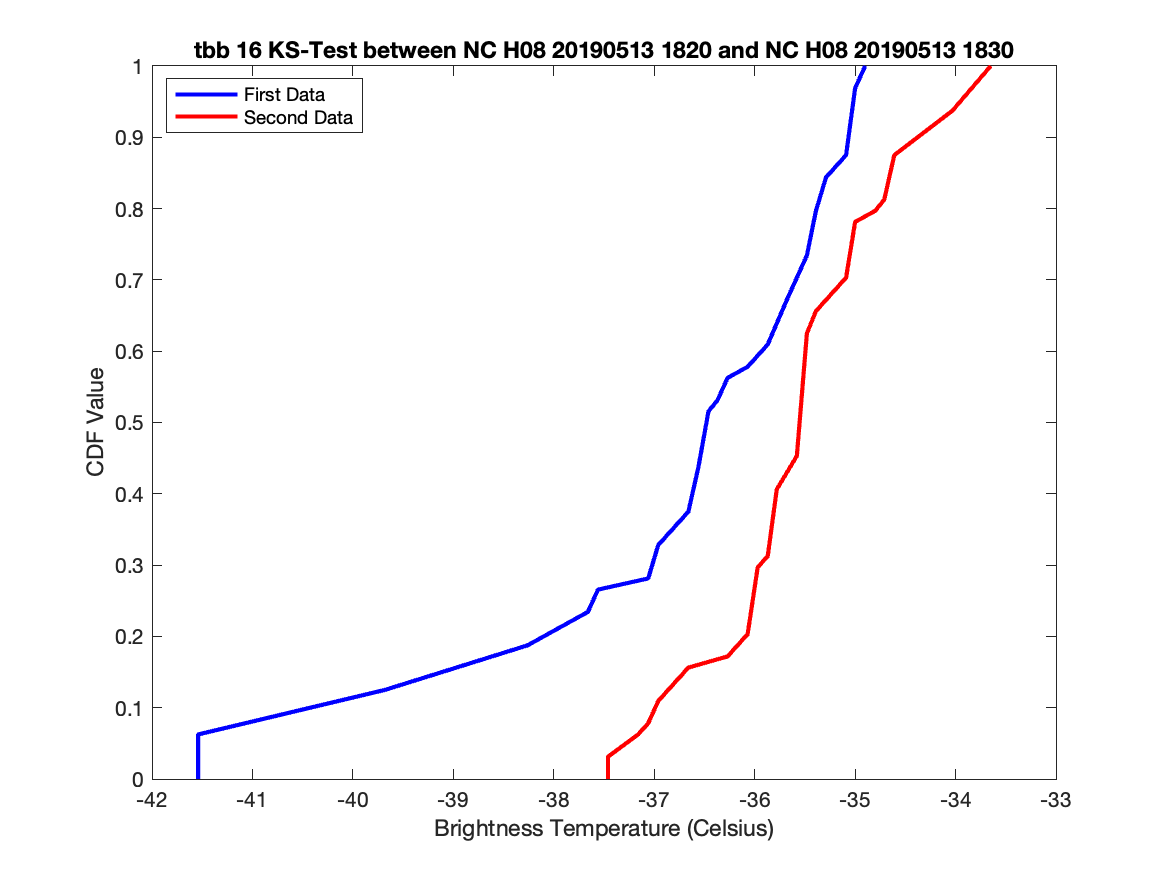 tbb 16 KS-Test between NC H08 20190513 1820 and NC H08 20190513 1830
First Data
Second Data
1
0.9
0.8
0.7
0.6
0.5
0.4
0.3
0.2
0.1
0
CDF Value
-42 -41 -40 -39 -38 -37 -36 -35 -34 -33
Brightness Temperature (Celsius)